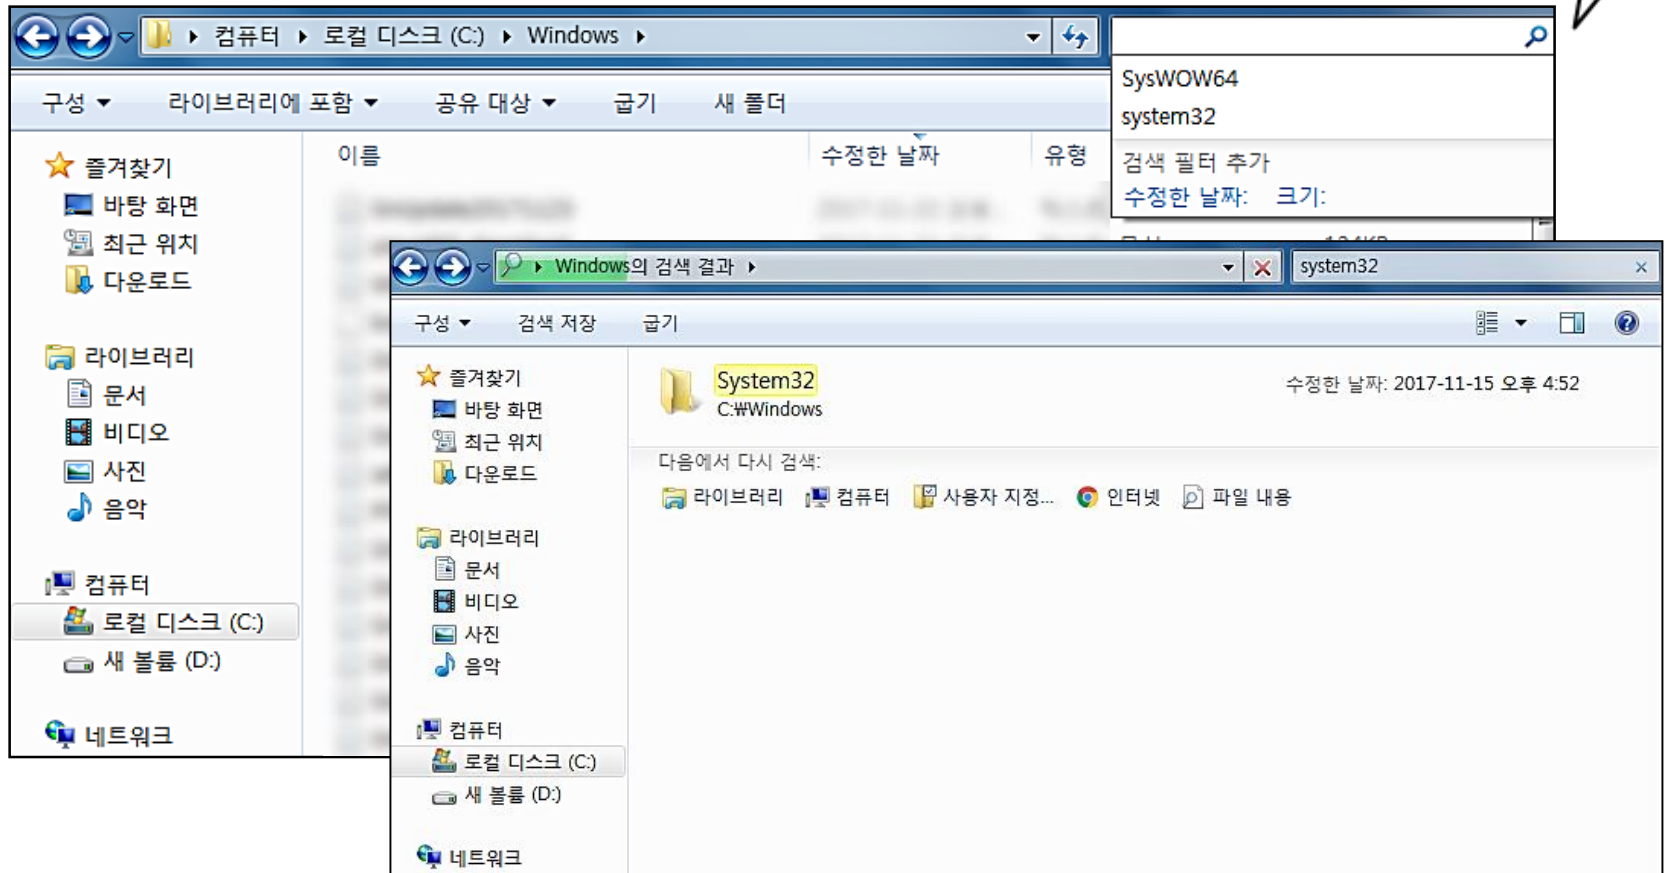 컴퓨터 로컬 디스크 (C:) Windows
SysWOW64
system32
검색 필터 추가
수정한 날짜: 크기:
구성 라이브러리에 포함 공유 대상 굽기 새 폴더
이름 수정한 날짜 유형
즐겨찾기
바탕 화면
최근 위치
다운로드
라이브러리
문서
비디오
사진
음악
컴퓨터
로컬 디스크 (C:)
새 볼륨 (D:)
네트워크
Windows의 검색 결과
system32
구성 검색 저장 굽기
즐겨찾기
바탕 화면
최근 위치
다운로드
라이브러리
문서
비디오
사진
음악
컴퓨터
로컬 디스크 (C:)
새 볼륨 (D:)
네트워크
System32
C:₩Windows
수정한 날짜: 2017-11-15 오후 4:52
다음에서 다시 검색:
라이브러리 컴퓨터 사용자 지정... 인터넷 파일 내용